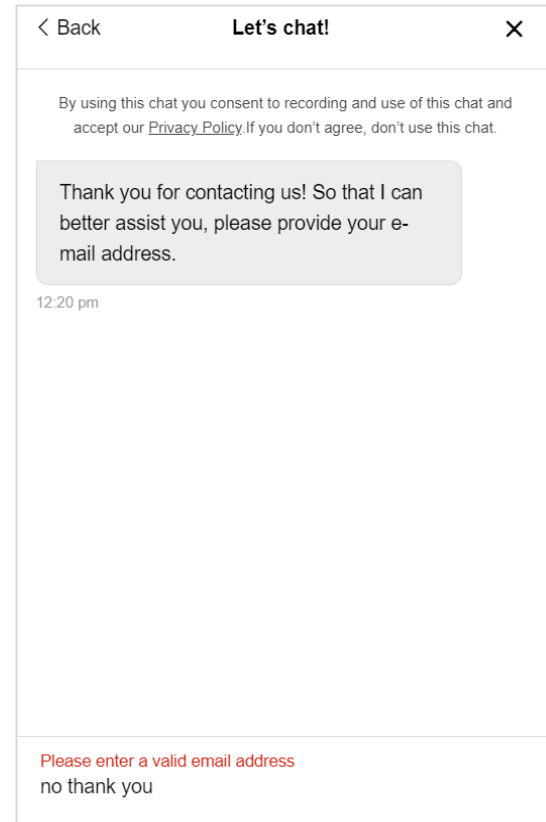 < Back Let's chat! ×
By using this chat you consent to recording and use of this chat and
accept our Privacy Policy.If you don't agree, don't use this chat.
Thank you for contacting us! So that I can
better assist you, please provide your e-
mail address.
12:20 pm
Please enter a valid email address
no thank you